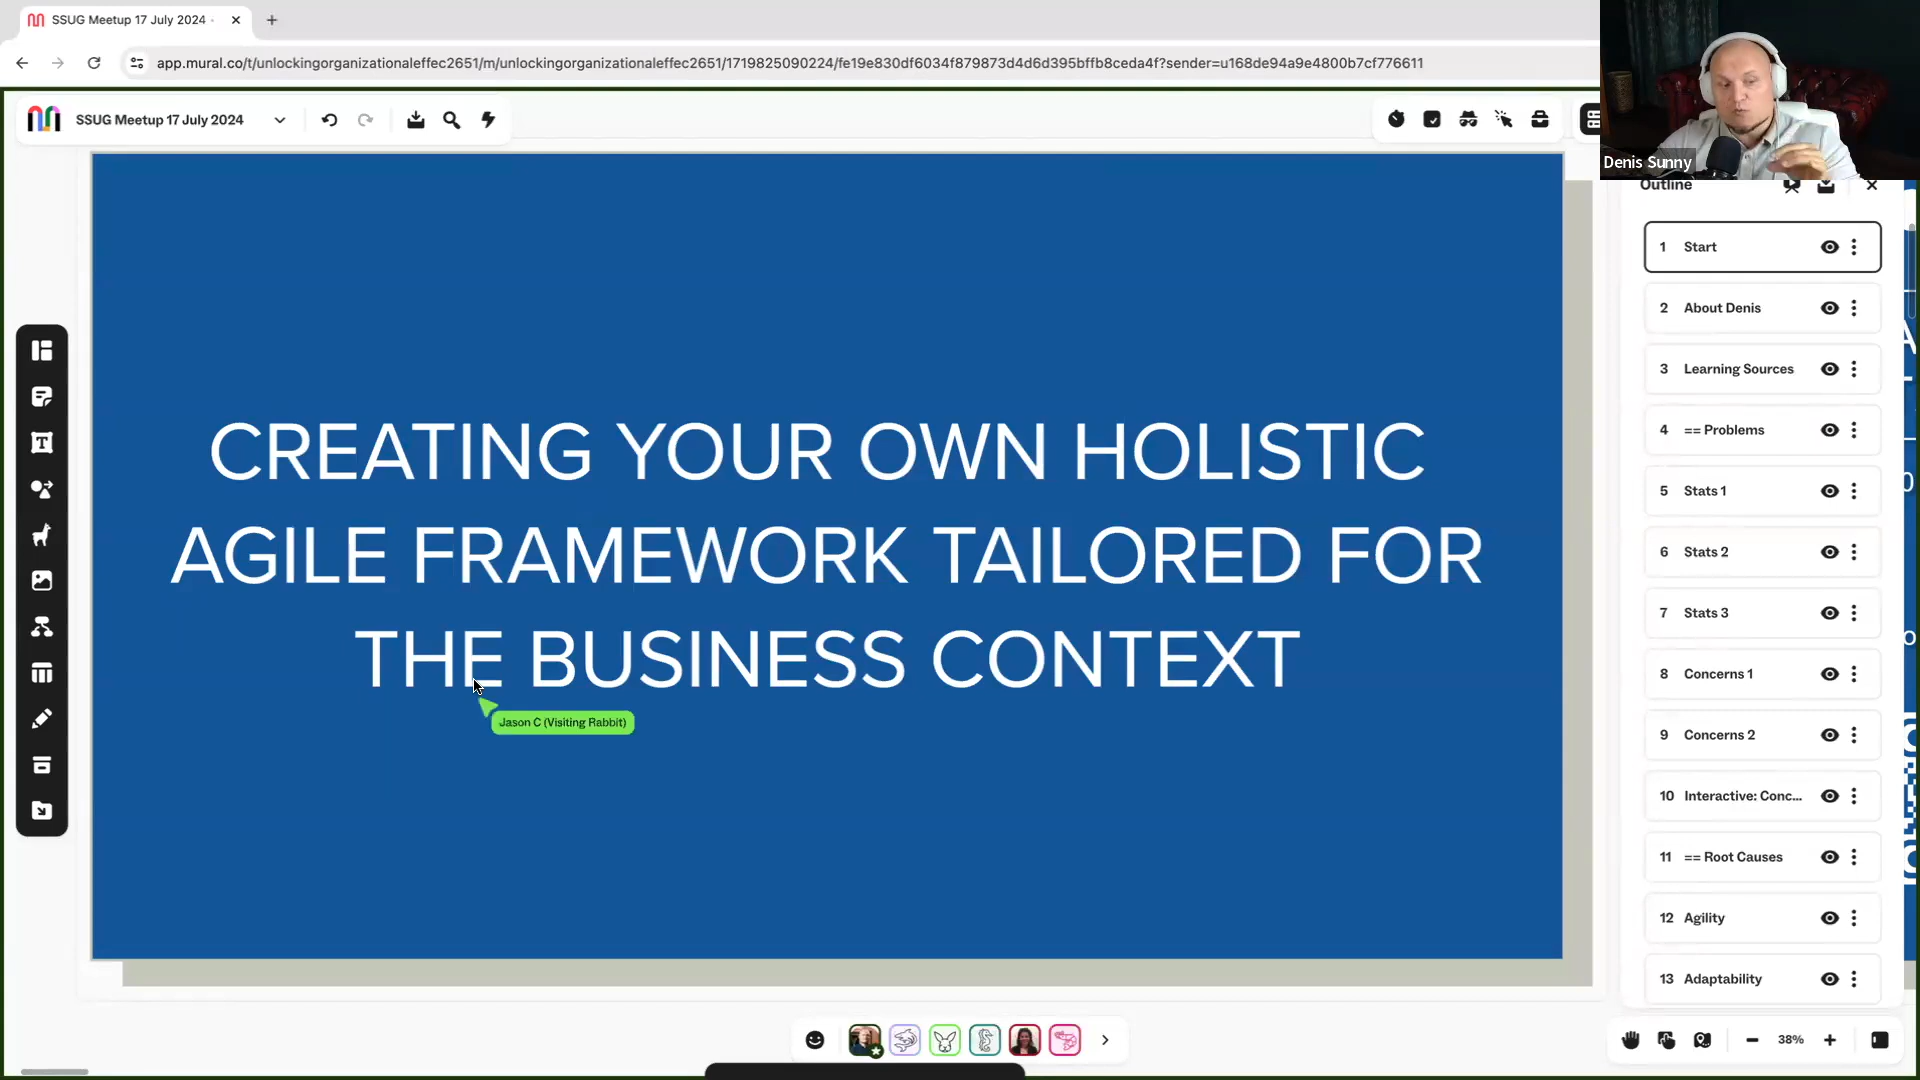 SSUG Meetup 17 July 2024 -
app.mural.co/t/unlockingorganizationaleffec2651/m/unlockingorganizationaleffec2651/1719825090224/fe19e830df6034f879873d4d6d395bffb8ceda4f?sender=u168de94a9e4800b7cf776611
SSUG Meetup 17 July 2024
Denis Sunny
CREATING YOUR OWN HOLISTIC
AGILE FRAMEWORK TAILORED FOR
THE BUSINESS CONTEXT
Jason C (Visiting Rabbit)
Outline
1 Start
2 About Denis
3 Learning Sources
4 == Problems
5 Stats 1
6 Stats 2
7 Stats 3
8 Concerns 1
9 Concerns 2
10 Interactive: Conc...
11 == Root Causes
12 Agility
13 Adaptability
38%